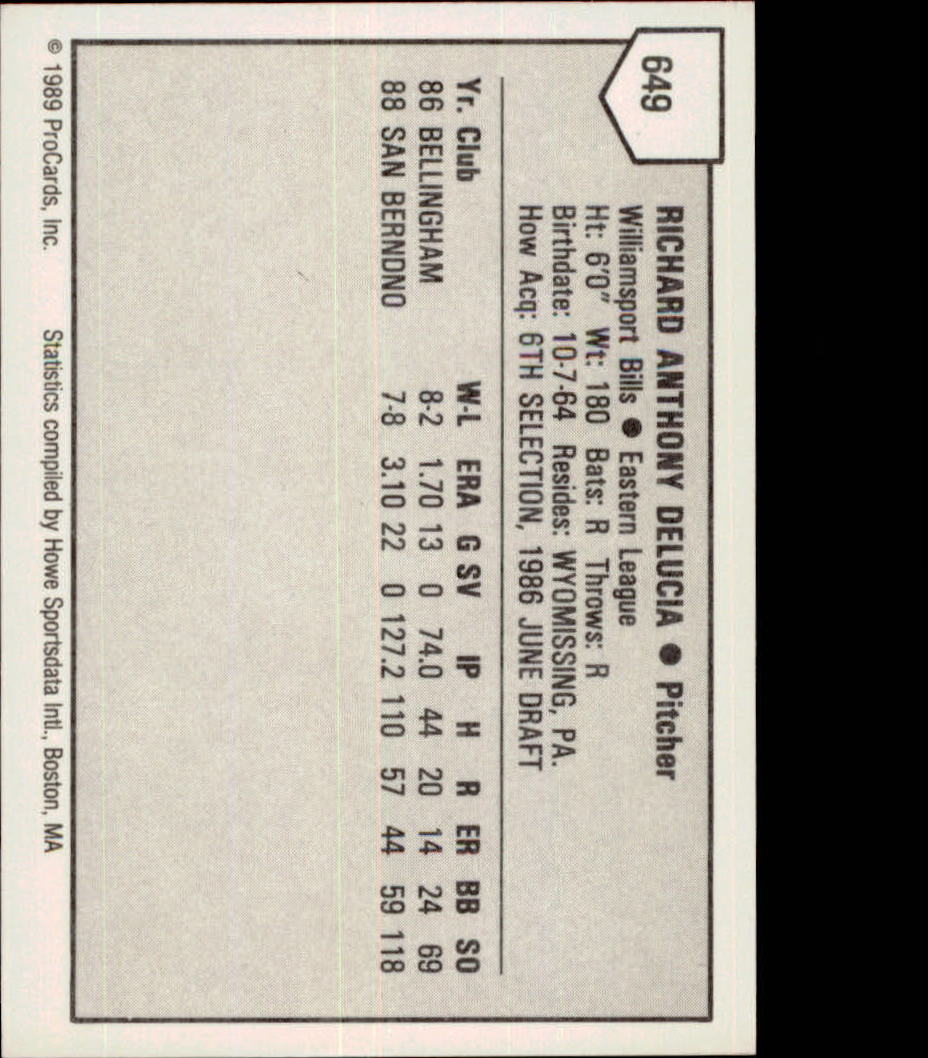 649
RICHARD ANTHONY DELUCIA ● Pitcher
Williamsport Bills ● Eastern League
Ht: 6'0" Wt: 180 Bats: R Throws: R
Birthdate: 10-7-64 Resides: WYOMISSING, PA.
How Acq: 6TH SELECTION, 1986 JUNE DRAFT
Yr. Club W-L ERA G SV IP H R ER BB SO
86 BELLINGHAM 8-2 1.70 13 0 74.0 44 20 14 24 69
88 SAN BERNDNO 7-8 3.10 22 0 127.2 110 57 44 59 118
© 1989 ProCards, Inc. Statistics compiled by Howe Sportsdata Intl., Boston, MA